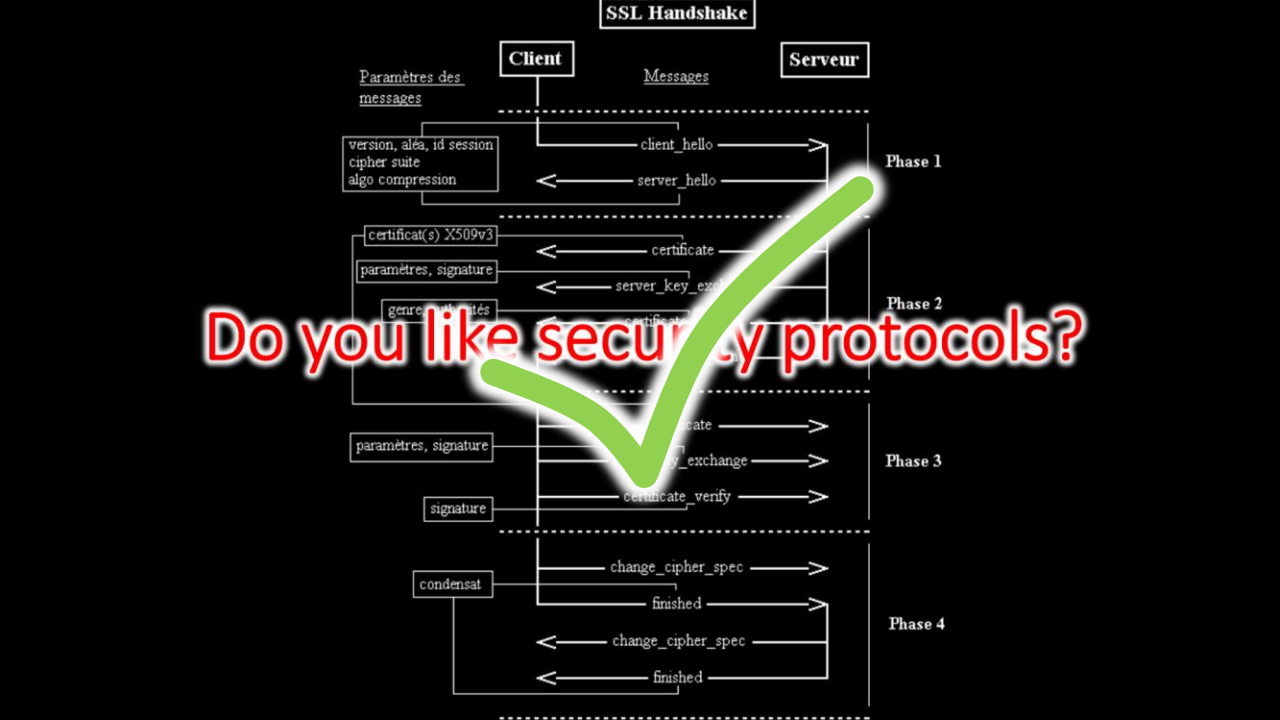 SSL Handshake
Client
Serveur
Paramètres des
messages
Messages
version, aléa, id session
cipher suite
algo compression
client_hello
server_hello
Phase 1
certificat(s) X509v3
certificate
paramètres, signature
Phase 2
Do you like security protocols?
paramètres, signature
Phase 3
certificate_verify
signature
change_cipher_spec
condensat
finished
change_cipher_spec
Phase 4
finished